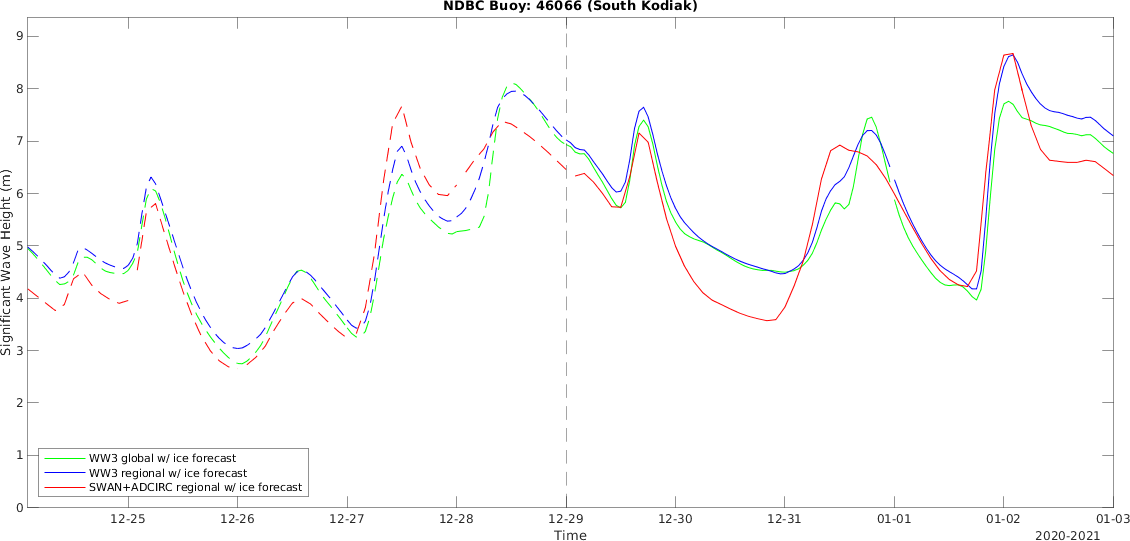 NDBC Buoy: 46066 (South Kodiak)
Significant Wave Height (m)
9
8
7
6
5
4
3
2
1
0
WW3 global w/ ice forecast
WW3 regional w/ ice forecast
SWAN+ADCIRC regional w/ ice forecast
12-25 12-26 12-27 12-28 12-29 12-30 12-31 01-01 01-02 01-03
Time
2020-2021